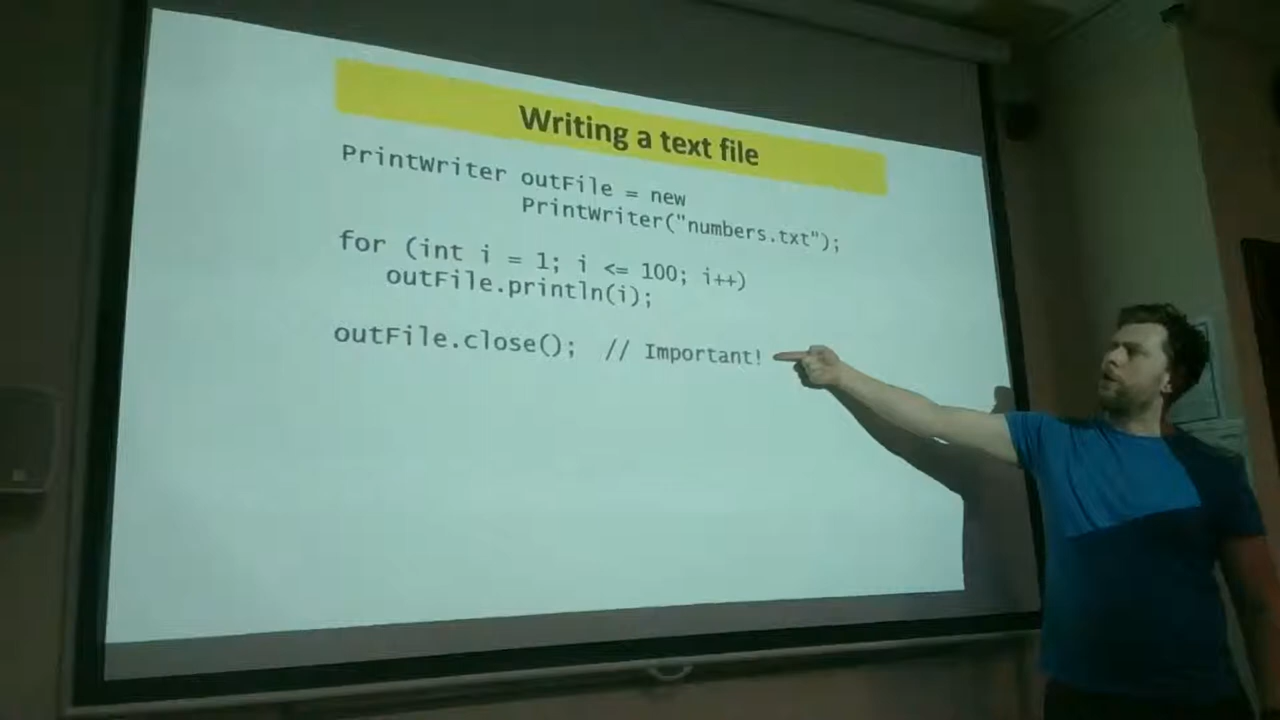 Writing a text file
PrintWriter outFile = new
PrintWriter("numbers.txt");
for (int i = 1; i <= 100; i++)
outFile.println(i);
outFile.close();  // Important!